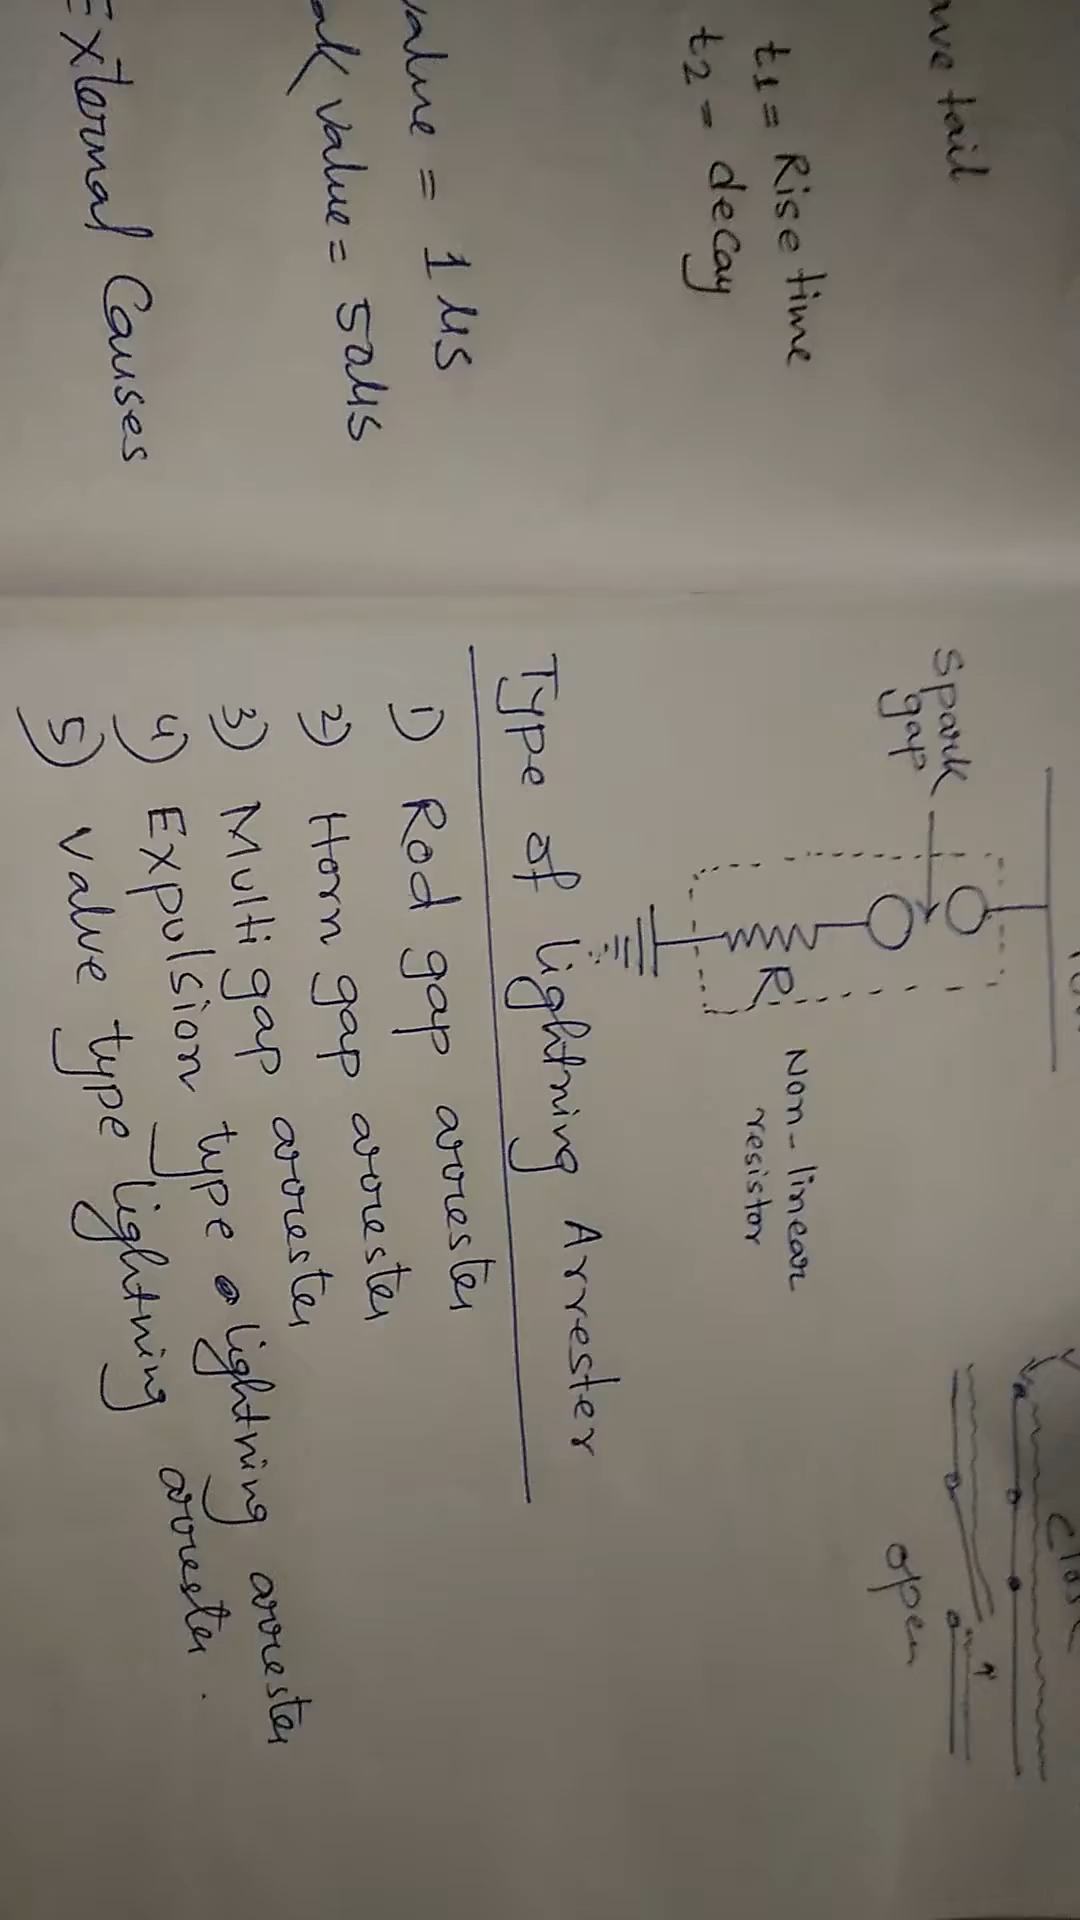 ve tail
t1 = Rise time
t2 = decay
value = 1 μs
value = 50μs
External Causes
Spark
gap
R
Non-linear
resistor
open
Type of lightning Arrester
1) Rod gap arrester
2) Horn gap arrester
3) Multi gap arrester
4) Expulsion type lightning arrester
5) value type lightning arrester.